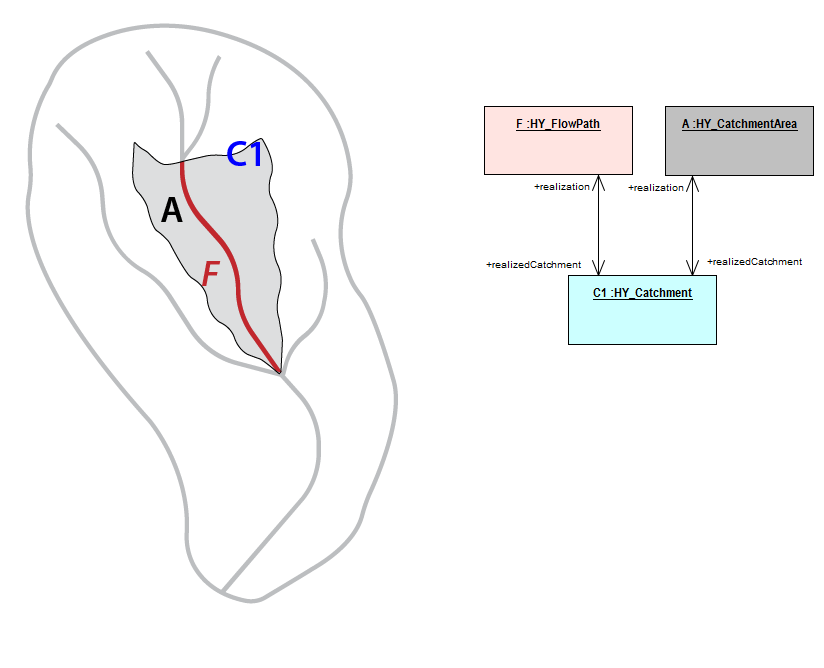 C1
A
F
F :HY_FlowPath
A :HY_CatchmentArea
+realization
+realization
+realizedCatchment
+realizedCatchment
C1 :HY_Catchment